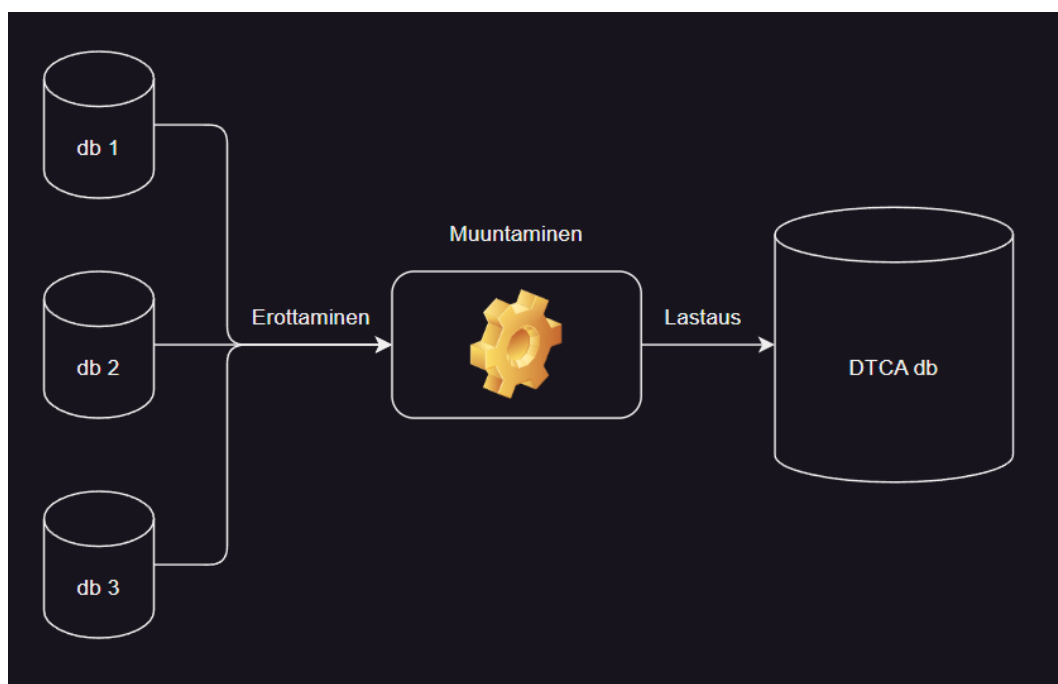 db 1
db 2
db 3
Erottaminen
Muuntaminen
Lastaus
DTCA db